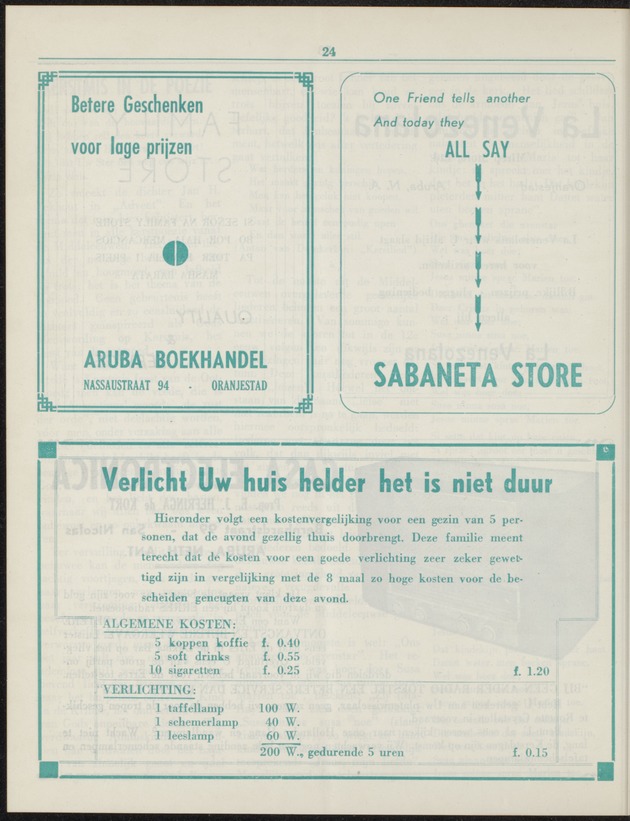 24
Betere Geschenken
voor lage prijzen
ARUBA BOEKHANDEL
NASSAUSTRAAT 94 - ORANJESTAD
One Friend tells another
And today they
ALL SAY
SABANETA STORE
Verlicht Uw huis helder het is niet duur
Hieronder volgt een kostenvergelijking voor een gezin van 5 per-
sonen, dat de avond gezellig thuis doorbrengt. Deze familie meent
terecht dat de kosten voor een goede verlichting zeer zeker gewet-
tigd zijn in vergelijking met de 8 maal zo hoge kosten voor de be-
scheiden geneugten van deze avond.
ALGEMENE KOSTEN:
5 koppen koffie f. 0.40
5 soft drinks f. 0.55
10 sigaretten f. 0.25 f. 1.20
VERLICHTING:
1 taffellamp 100 W.
1 schemerlamp 40 W.
1 leeslamp 60 W.
200 W., gedurende 5 uren f. 0.15